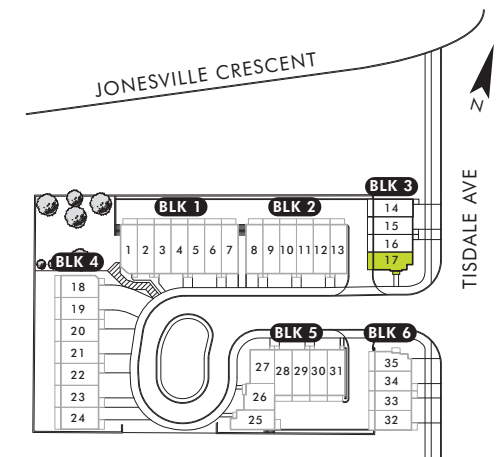 JONESVILLE CRESCENT
N
TISDALE AVE
BLK 3
14
15
16
17
BLK 1
1 2 3 4 5 6 7
BLK 2
8 9 10 11 12 13
BLK 4
18
19
20
21
22
23
24
BLK 5
27 28 29 30 31
26
25
BLK 6
35
34
33
32